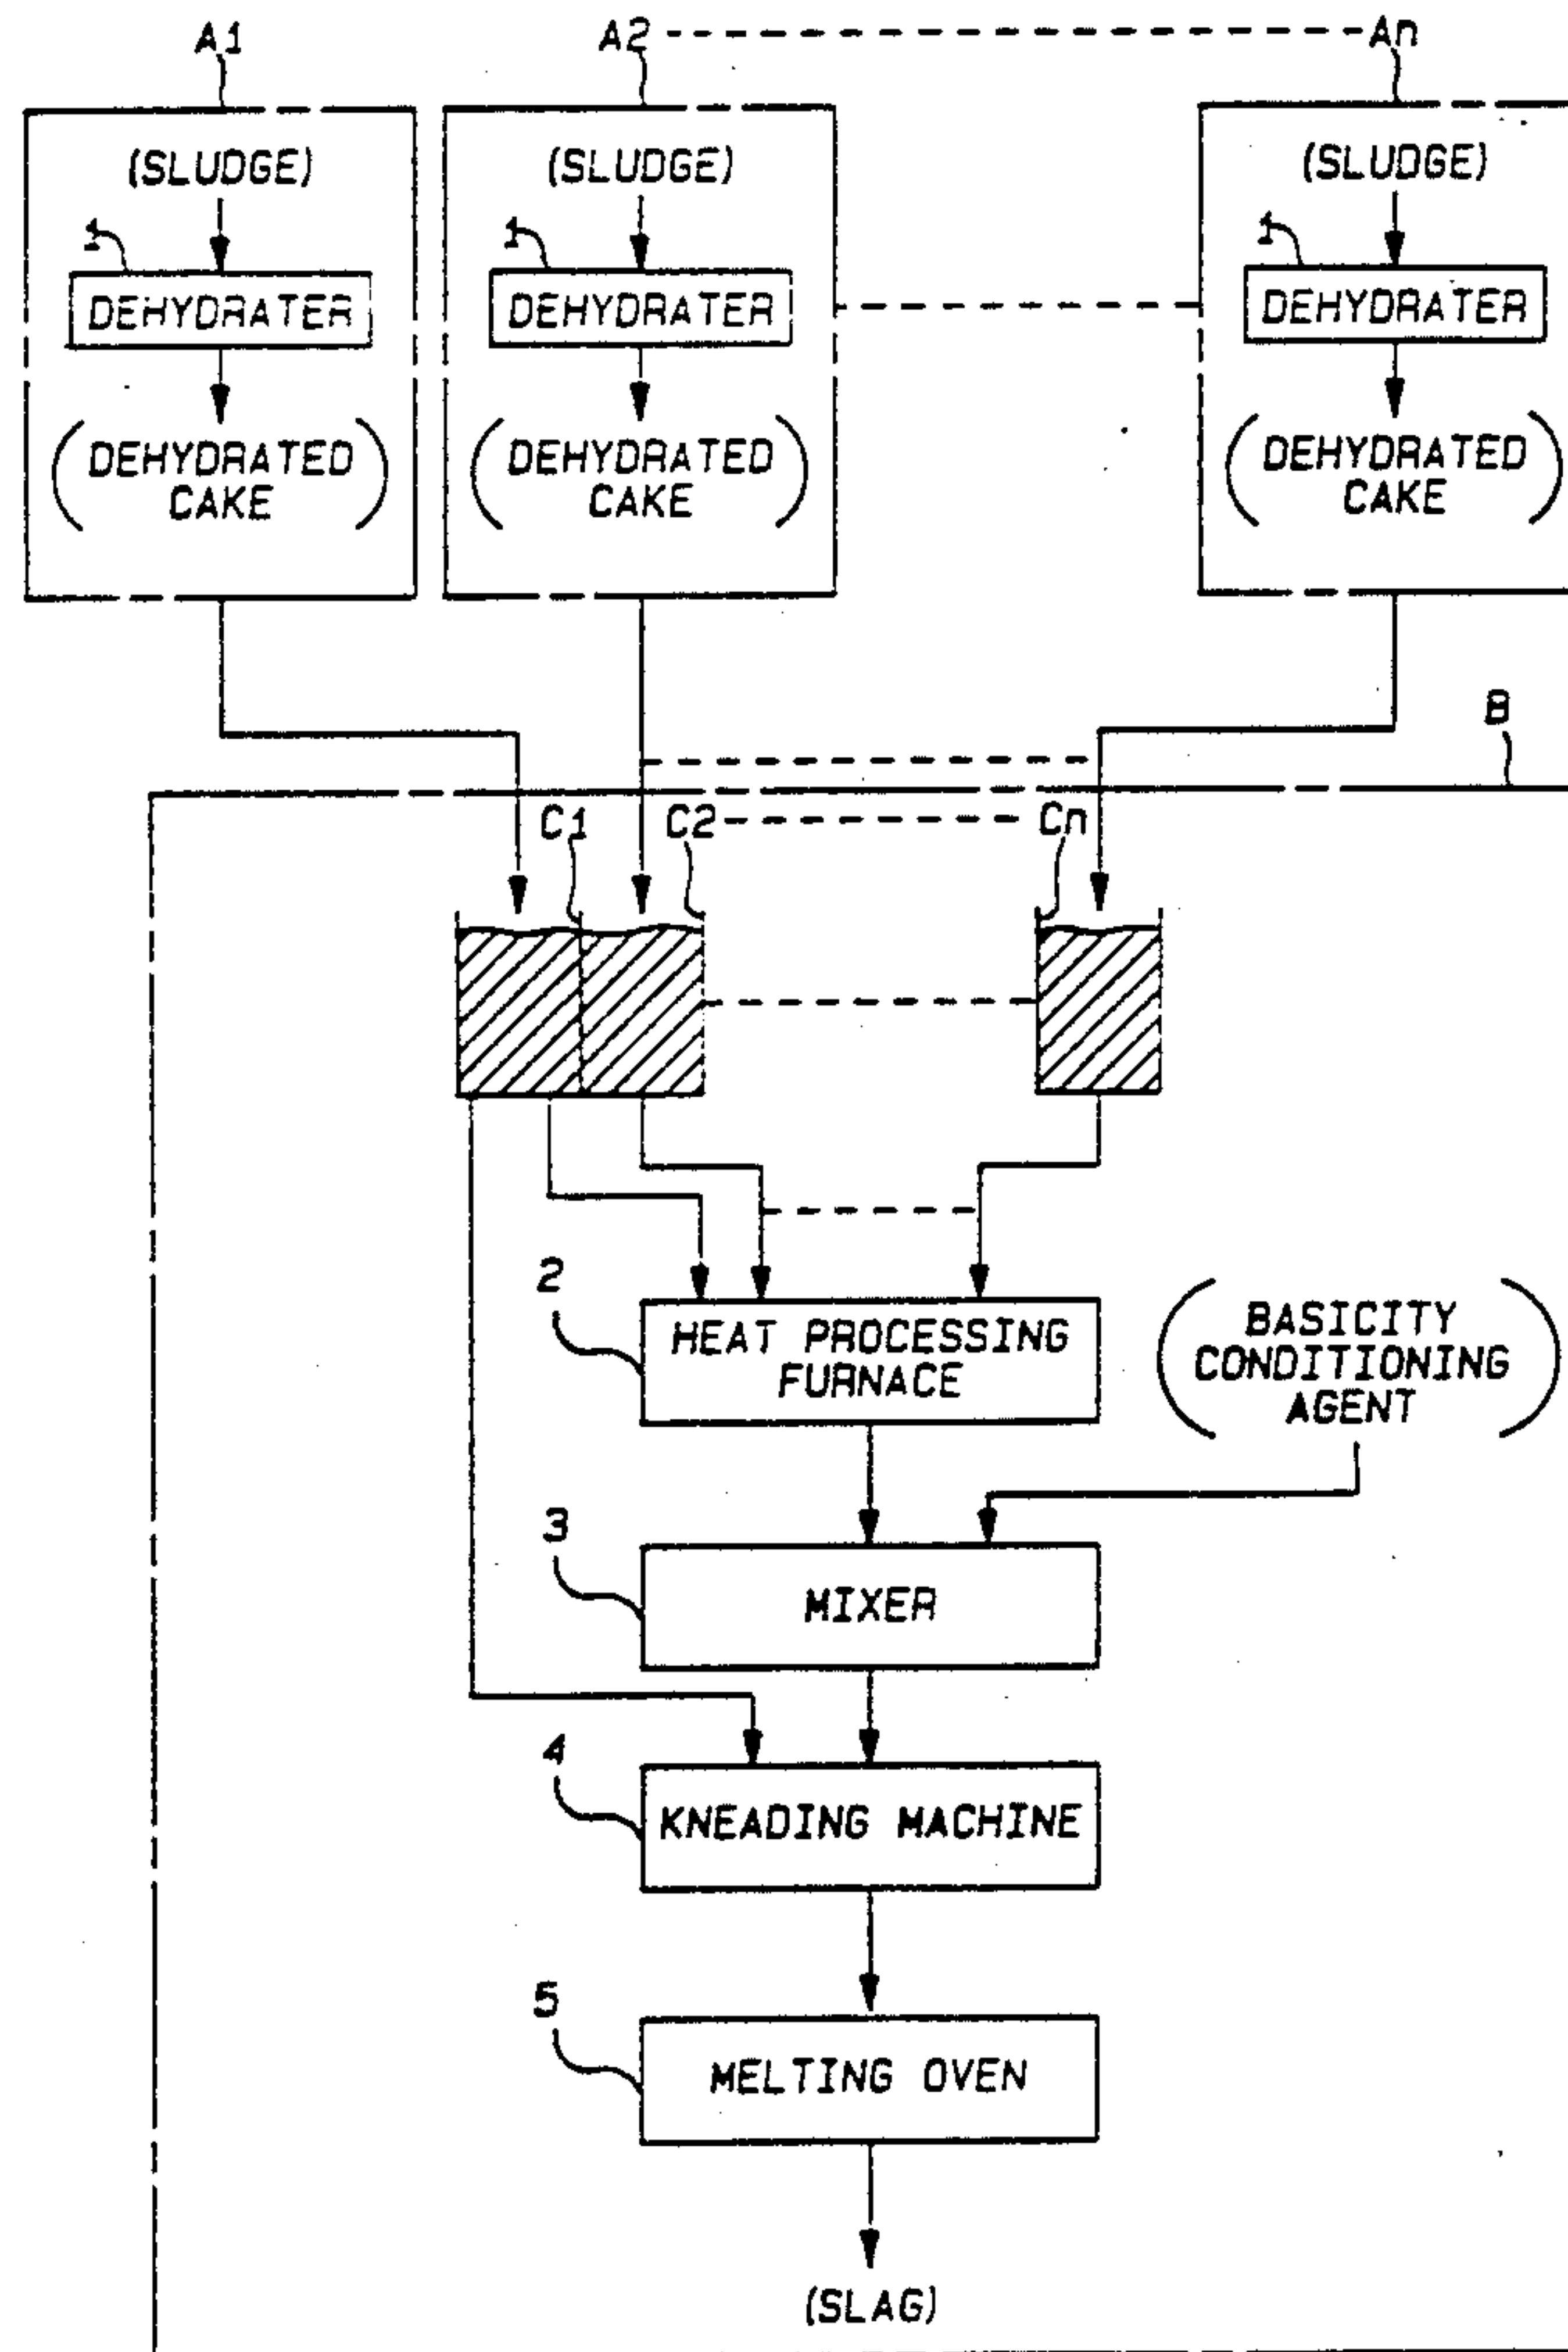 A1
A2
An
(SLUDGE)
(SLUDGE)
(SLUDGE)
1
1
1
DEHYDRATER
DEHYDRATER
DEHYDRATER
(DEHYDRATED
CAKE)
(DEHYDRATED
CAKE)
(DEHYDRATED
CAKE)
B
C1
C2
Cn
2
HEAT PROCESSING
FURNACE
(BASICITY
CONDITIONING
AGENT)
3
MIXER
4
KNEADING MACHINE
5
MELTING OVEN
(SLAG)